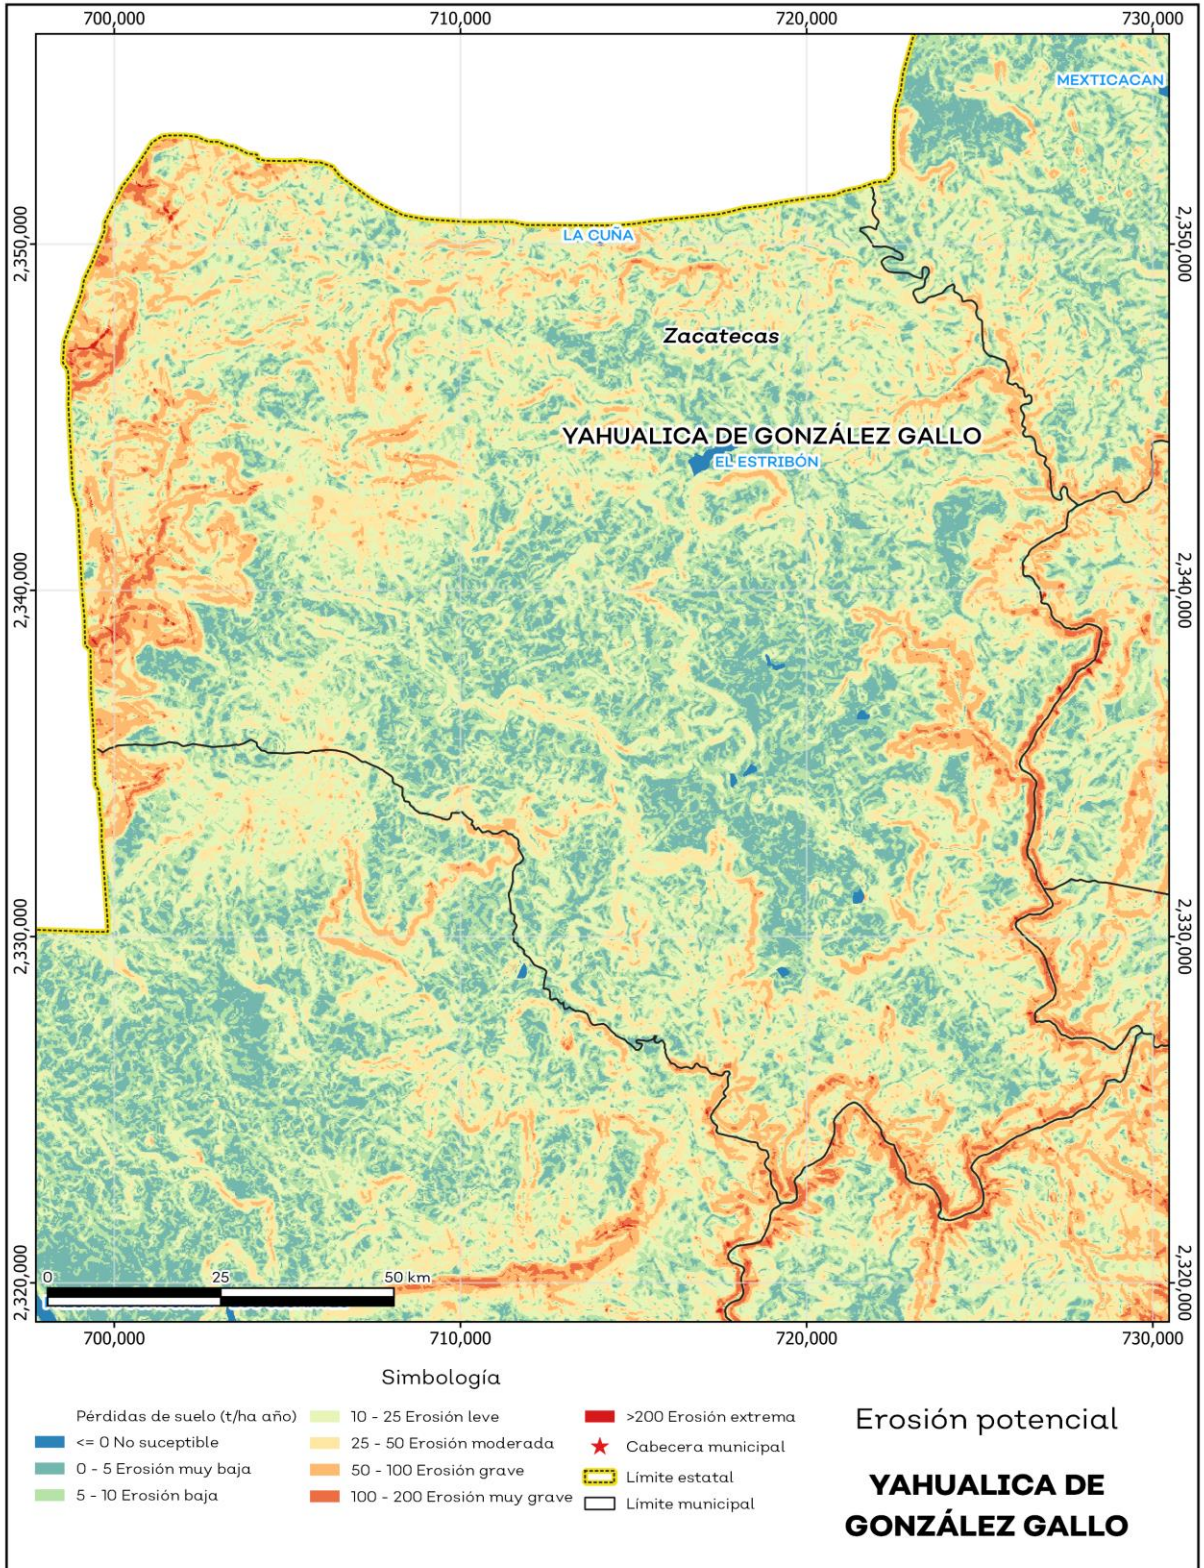 700,000
710,000
720,000
730,000
MEXTICACAN
2,350,000
2,350,000
LA CUÑA
Zacatecas
YAHUALICA DE GONZÁLEZ GALLO
EL ESTRIBÓN
2,340,000
2,340,000
2,330,000
2,330,000
2,320,000
2,320,000
0 25 50 km
700,000
710,000
720,000
730,000
Simbología
Pérdidas de suelo (t/ha año)
<= 0 No suceptible
0 - 5 Erosión muy baja
5 - 10 Erosión baja
10 - 25 Erosión leve
25 - 50 Erosión moderada
50 - 100 Erosión grave
100 - 200 Erosión muy grave
>200 Erosión extrema
Cabecera municipal
Límite estatal
Límite municipal
Erosión potencial
YAHUALICA DE
GONZÁLEZ GALLO